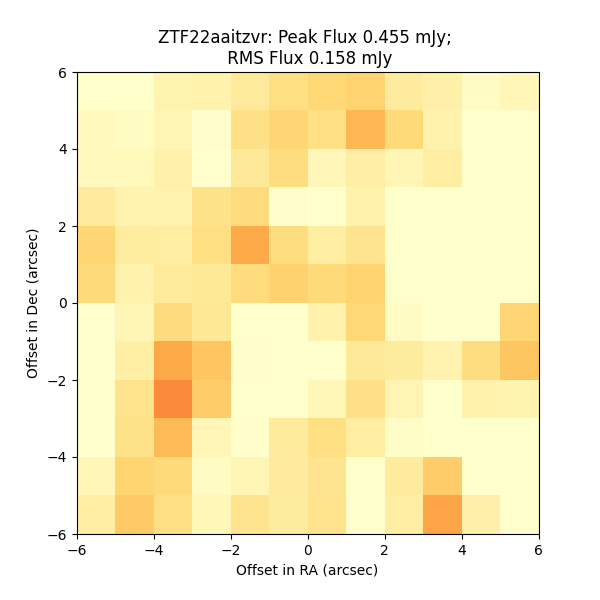 ZTF22aaitzvr: Peak Flux 0.455 mJy;
RMS Flux 0.158 mJy
6
4
2
0
−2
−4
−6
Offset in Dec (arcsec)
−6 −4 −2 0 2 4 6
Offset in RA (arcsec)